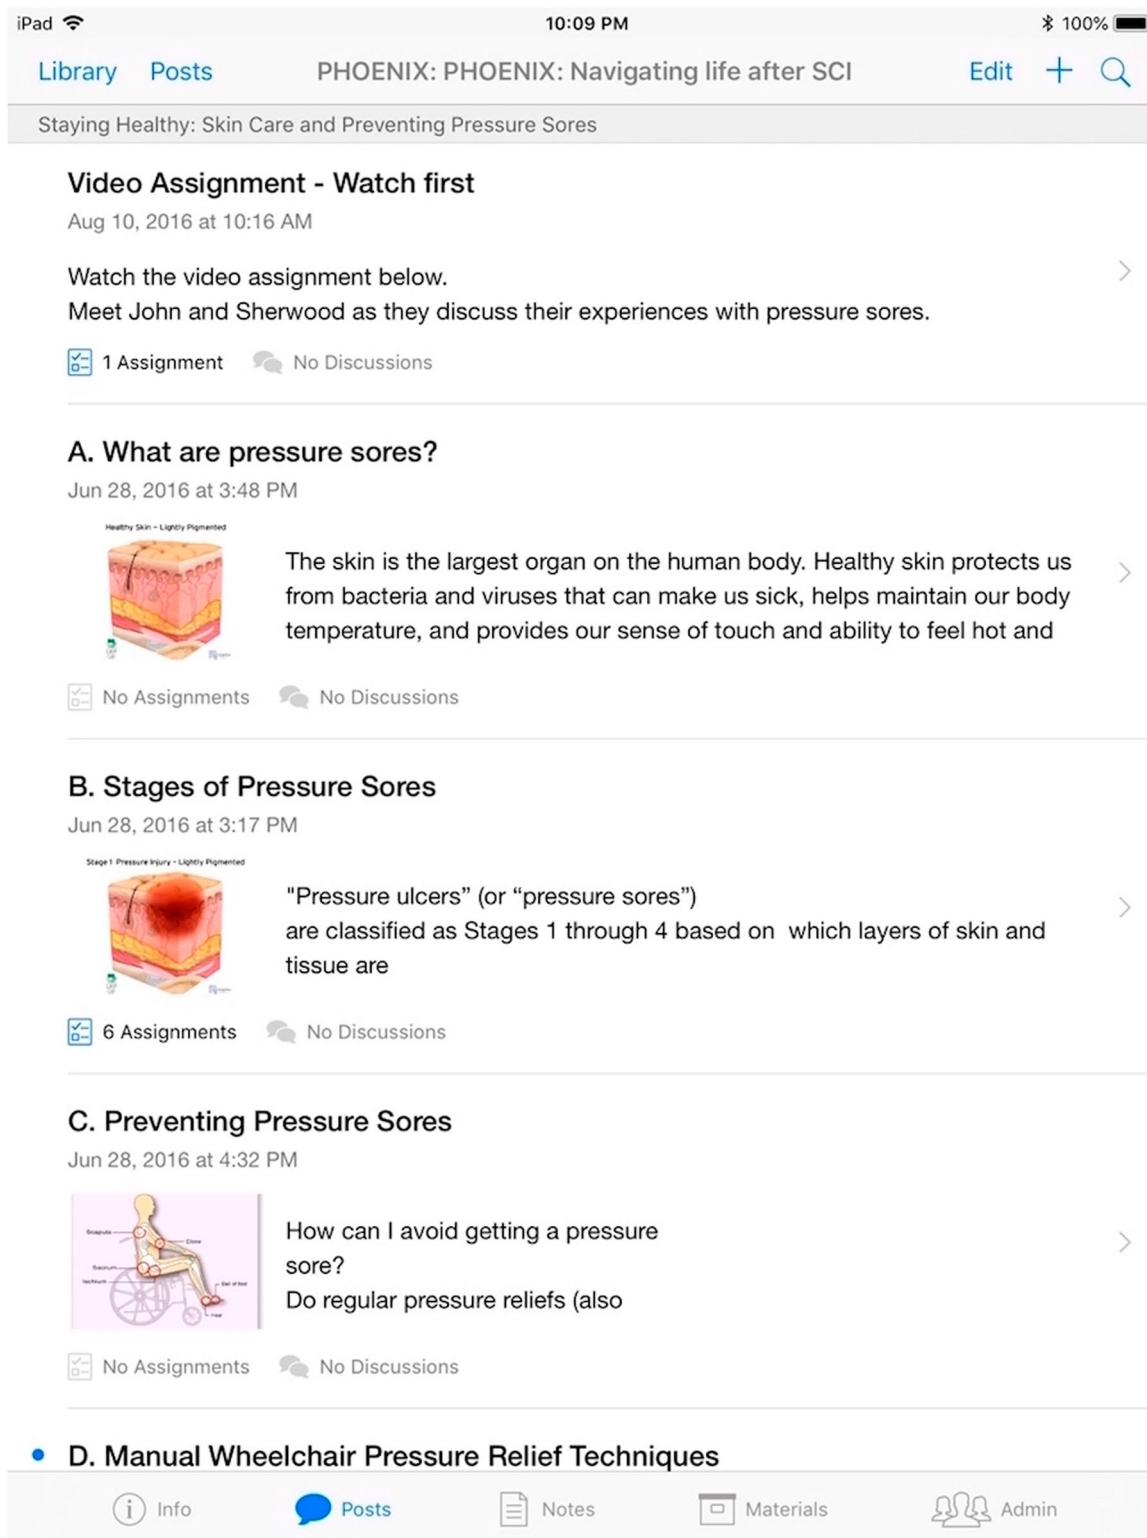 iPad 10:09 PM 100%
Library Posts PHOENIX: PHOENIX: Navigating life after SCI Edit
Staying Healthy: Skin Care and Preventing Pressure Sores
Video Assignment - Watch first
Aug 10, 2016 at 10:16 AM
Watch the video assignment below.
Meet John and Sherwood as they discuss their experiences with pressure sores.
1 Assignment No Discussions
A. What are pressure sores?
Jun 28, 2016 at 3:48 PM
Healthy Skin - Lightly Pigmented
The skin is the largest organ on the human body. Healthy skin protects us
from bacteria and viruses that can make us sick, helps maintain our body
temperature, and provides our sense of touch and ability to feel hot and
No Assignments No Discussions
B. Stages of Pressure Sores
Jun 28, 2016 at 3:17 PM
Stage 1 Pressure Injury - Lightly Pigmented
"Pressure ulcers” (or “pressure sores”)
are classified as Stages 1 through 4 based on  which layers of skin and
tissue are
6 Assignments No Discussions
C. Preventing Pressure Sores
Jun 28, 2016 at 4:32 PM
Scapula
Elbow
Sacrum
Ischium
Ball of foot
Heel
How can I avoid getting a pressure
sore?
Do regular pressure reliefs (also
No Assignments No Discussions
D. Manual Wheelchair Pressure Relief Techniques
Info Posts Notes Materials Admin